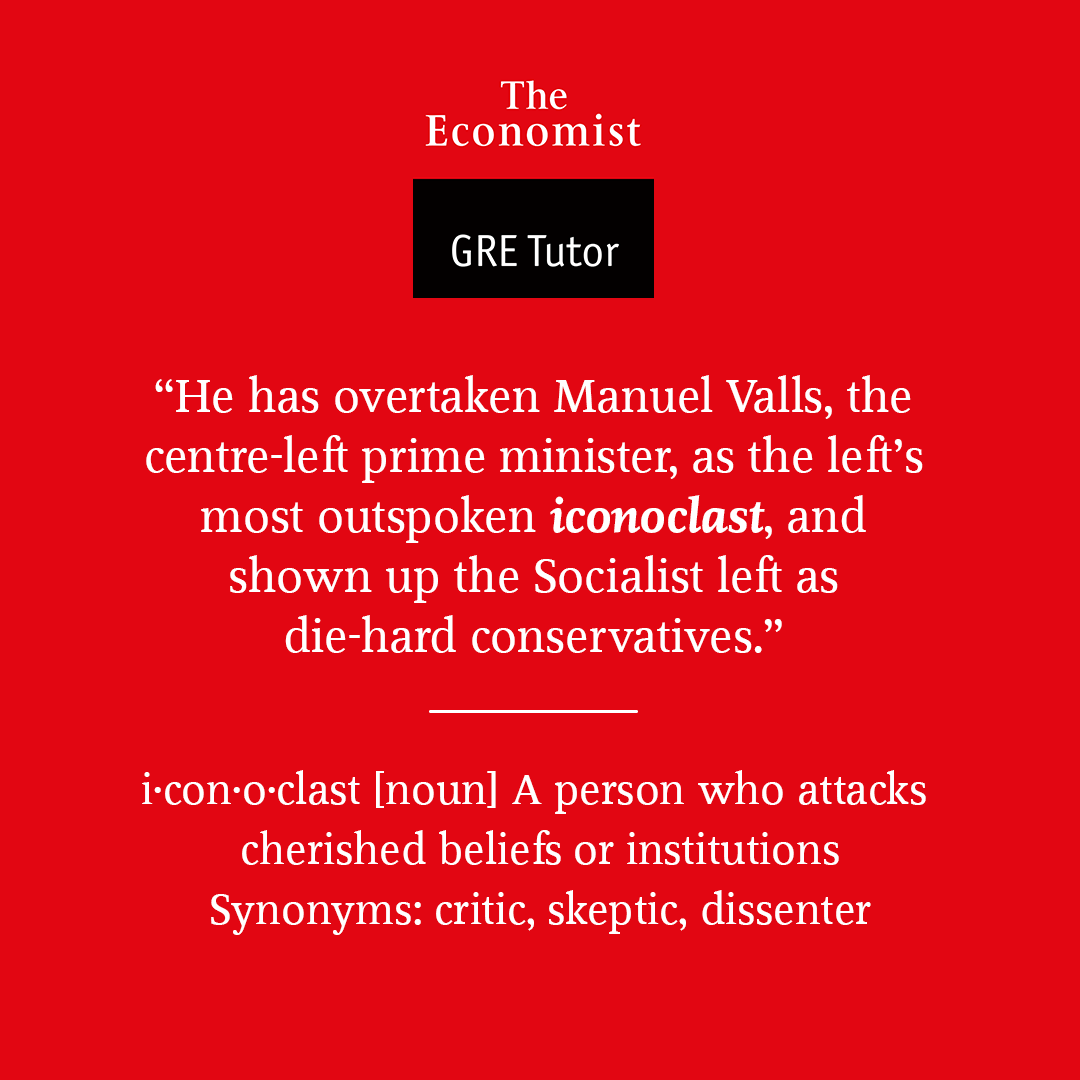 The
Economist
GRE Tutor
“He has overtaken Manuel Valls, the
centre-left prime minister, as the left’s
most outspoken iconoclast, and
shown up the Socialist left as
die-hard conservatives.”
i·con·o·clast [noun] A person who attacks
cherished beliefs or institutions
Synonyms: critic, skeptic, dissenter